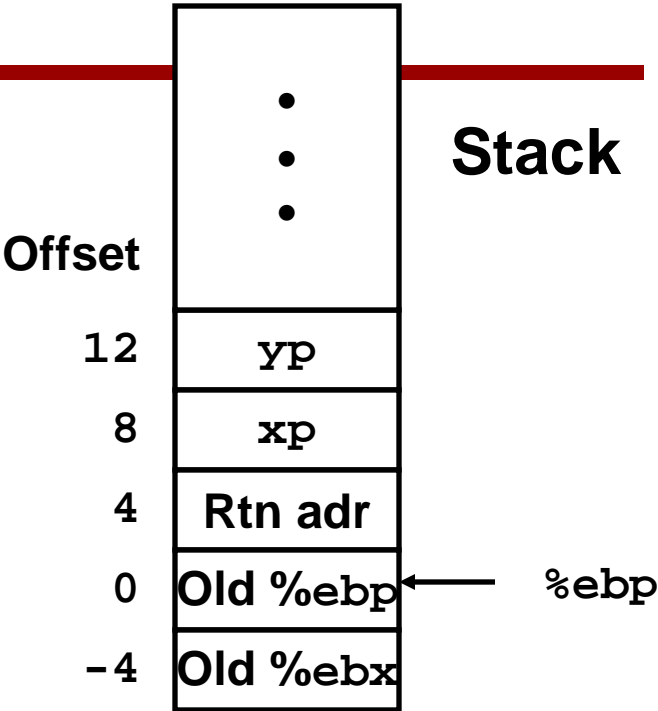 Stack
Offset
12 yp
8 xp
4 Rtn adr
0 Old %ebp %ebp
-4 Old %ebx